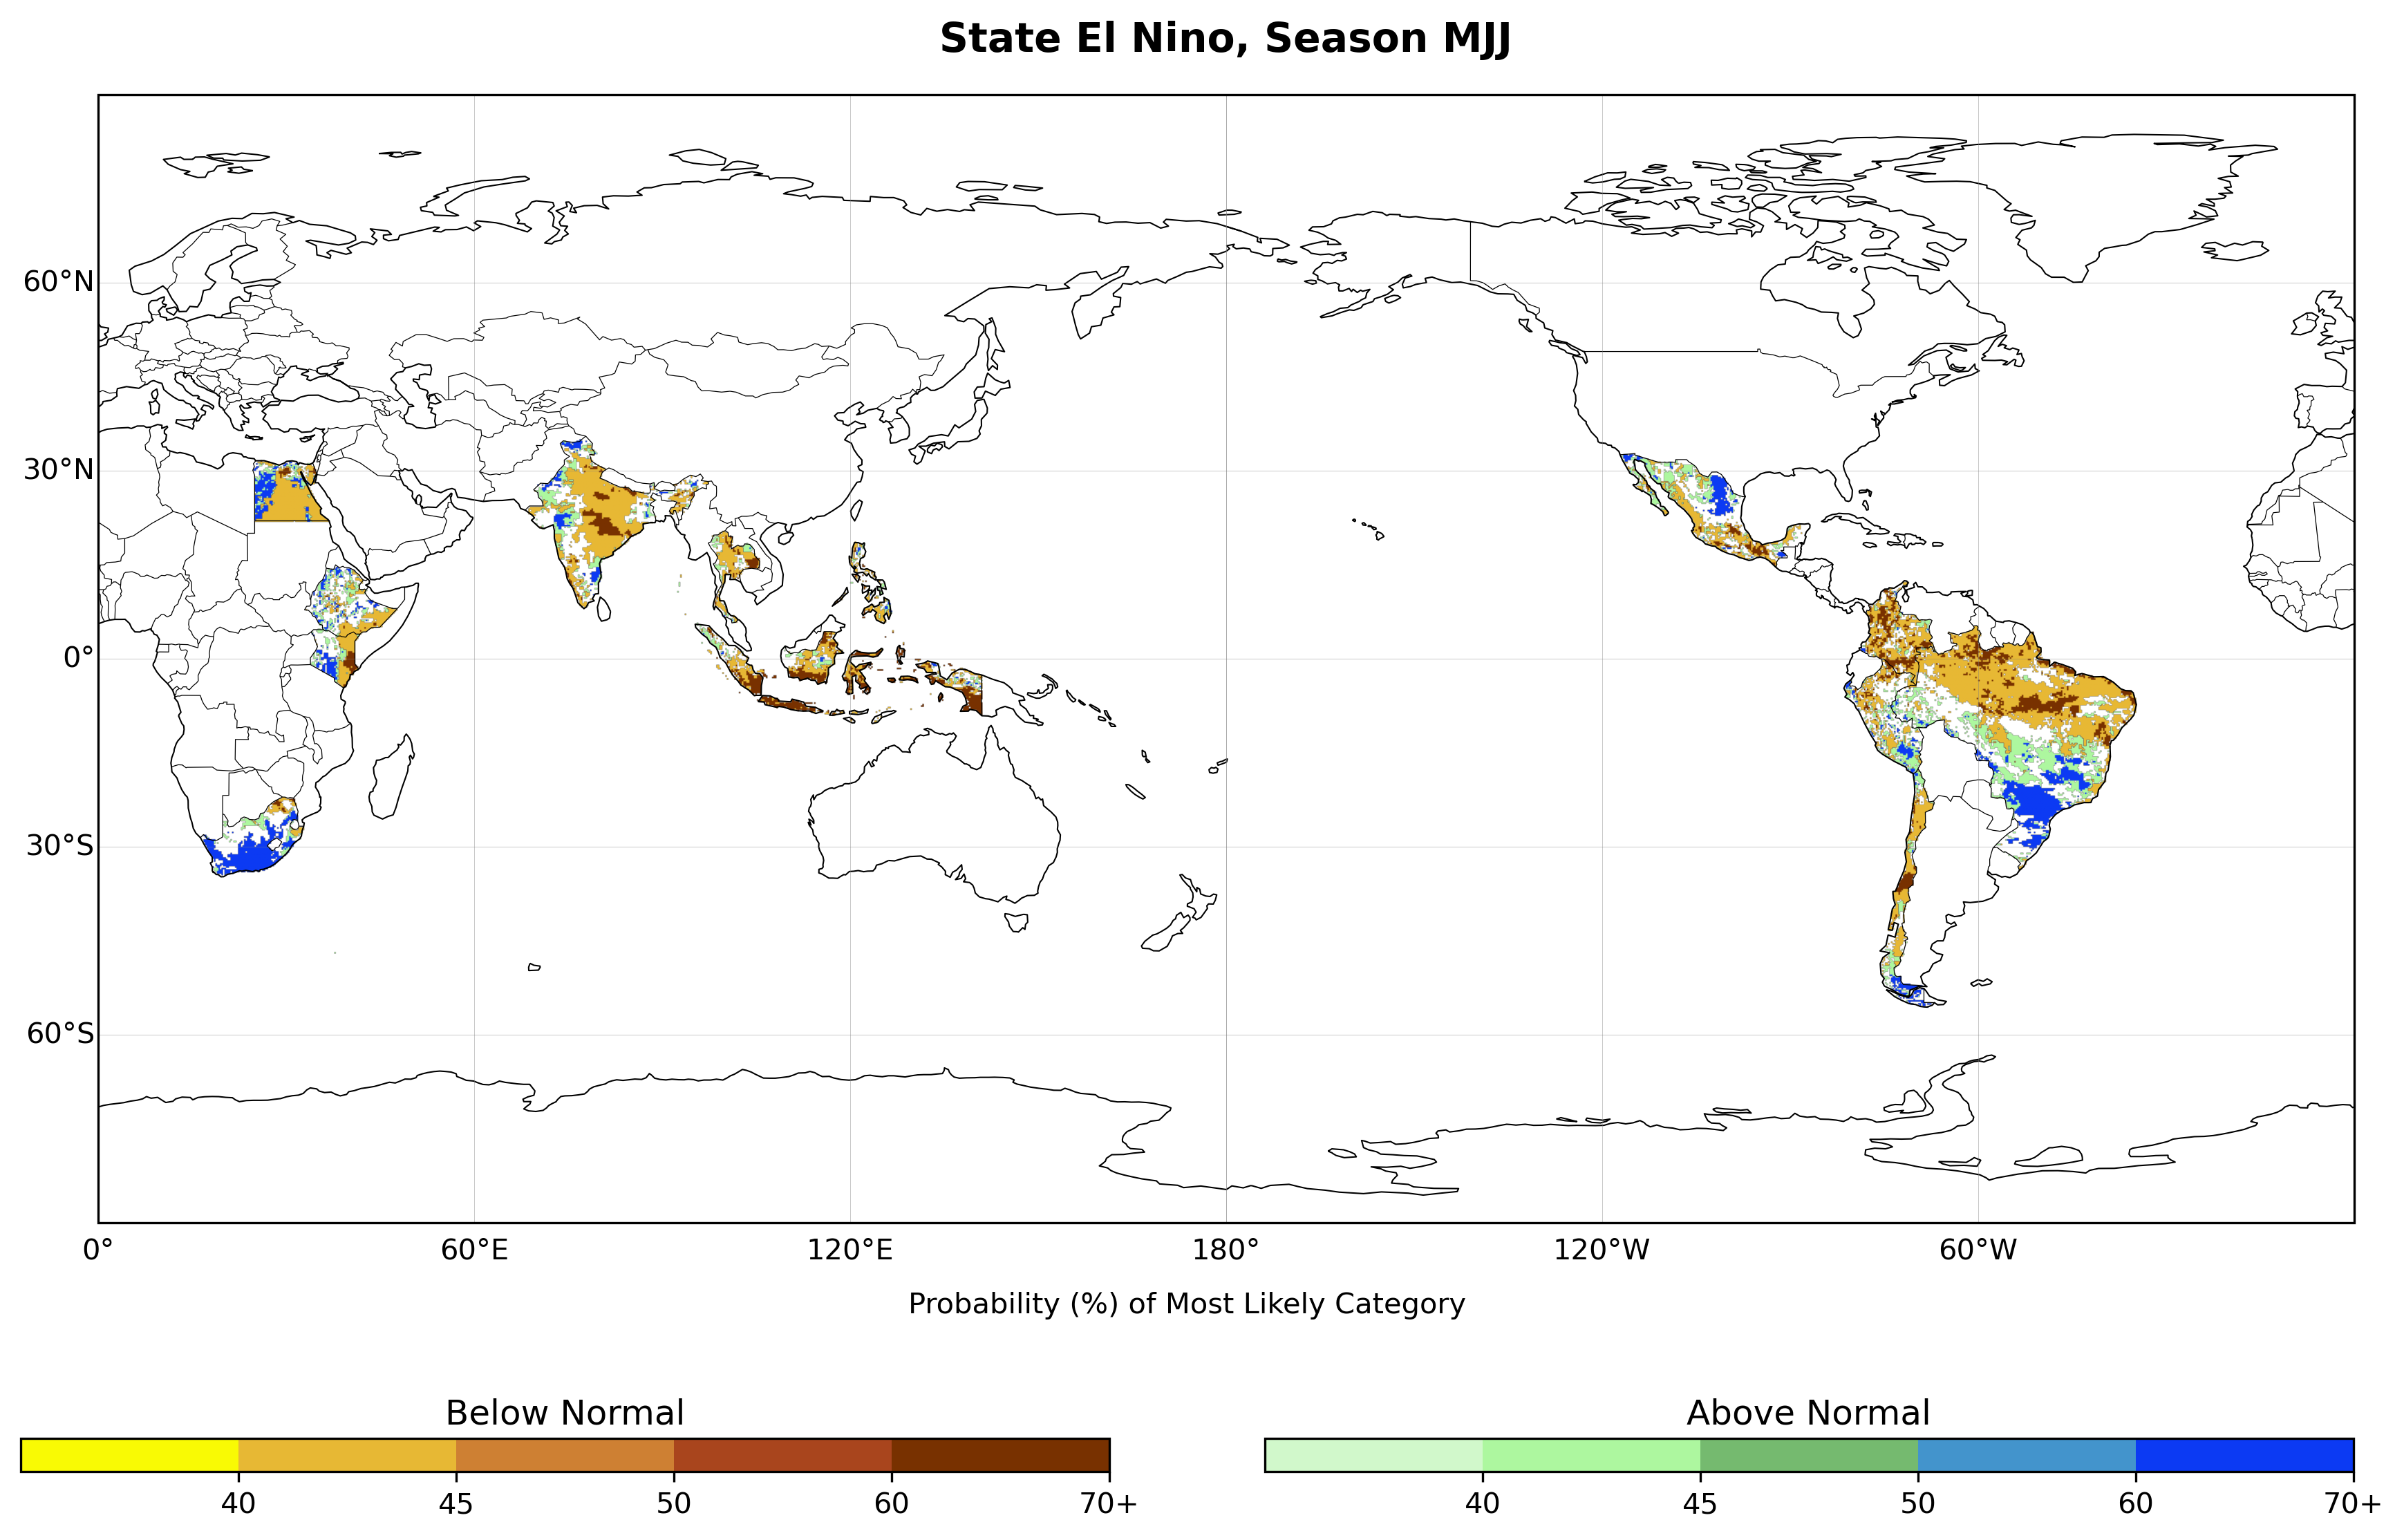 State El Nino, Season MJJ
60°N
30°N
0°
30°S
60°S
0° 60°E 120°E 180° 120°W 60°W
Probability (%) of Most Likely Category
Below Normal
40 45 50 60 70+
Above Normal
40 45 50 60 70+